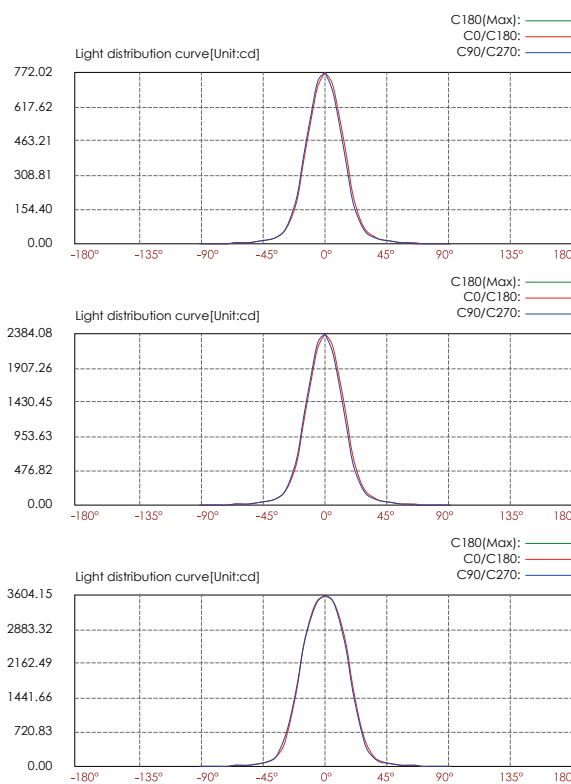 C180(Max):
C0/C180:
C90/C270:
Light distribution curve[Unit:cd]
772.02
617.62
463.21
308.81
154.40
0.00
-180° -135° -90° -45° 0° 45° 90° 135° 180
C180(Max):
C0/C180:
C90/C270:
Light distribution curve[Unit:cd]
2384.08
1907.26
1430.45
953.63
476.82
0.00
-180° -135° -90° -45° 0° 45° 90° 135° 180
C180(Max):
C0/C180:
C90/C270:
Light distribution curve[Unit:cd]
3604.15
2883.32
2162.49
1441.66
720.83
0.00
-180° -135° -90° -45° 0° 45° 90° 135° 180